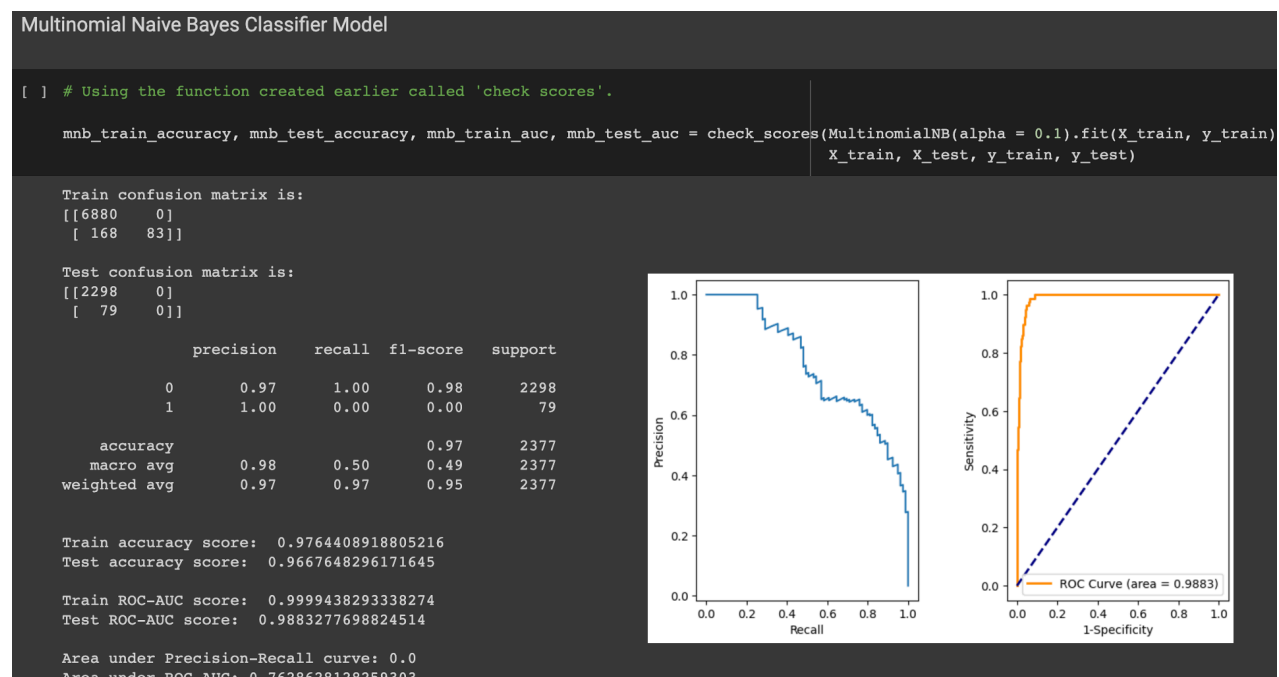 Multinomial Naive Bayes Classifier Model
[ ] # Using the function created earlier called 'check scores'.
mnb_train_accuracy, mnb_test_accuracy, mnb_train_auc, mnb_test_auc = check_scores(MultinomialNB(alpha = 0.1).fit(X_train, y_train)
X_train, X_test, y_train, y_test)
Train confusion matrix is:
[[6880 0]
[ 168 83]]
Test confusion matrix is:
[[2298 0]
[ 79 0]]
precision recall f1-score support
0 0.97 1.00 0.98 2298
1 1.00 0.00 0.00 79
accuracy 0.97 2377
macro avg 0.98 0.50 0.49 2377
weighted avg 0.97 0.97 0.95 2377
Train accuracy score: 0.9764408918805216
Test accuracy score: 0.9667648296171645
Train ROC-AUC score: 0.9999438293338274
Test ROC-AUC score: 0.9883277698824514
Area under Precision-Recall curve: 0.0
Area under ROC-AUC: 0.7628628128259303
1.0
0.8
0.6
0.4
0.2
0.0
Precision
0.0 0.2 0.4 0.6 0.8 1.0
Recall
1.0
0.8
0.6
0.4
0.2
0.0
Sensitivity
ROC Curve (area = 0.9883)
0.0 0.2 0.4 0.6 0.8 1.0
1-Specificity